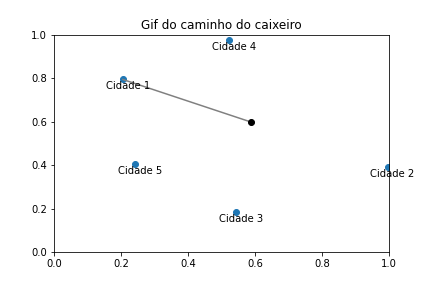 Gif do caminho do caixeiro
1.0
Cidade 4
0.8
Cidade 1
0.6
0.4
Cidade 5
Cidade 2
0.2
Cidade 3
0.0
0.0 0.2 0.4 0.6 0.8 1.0